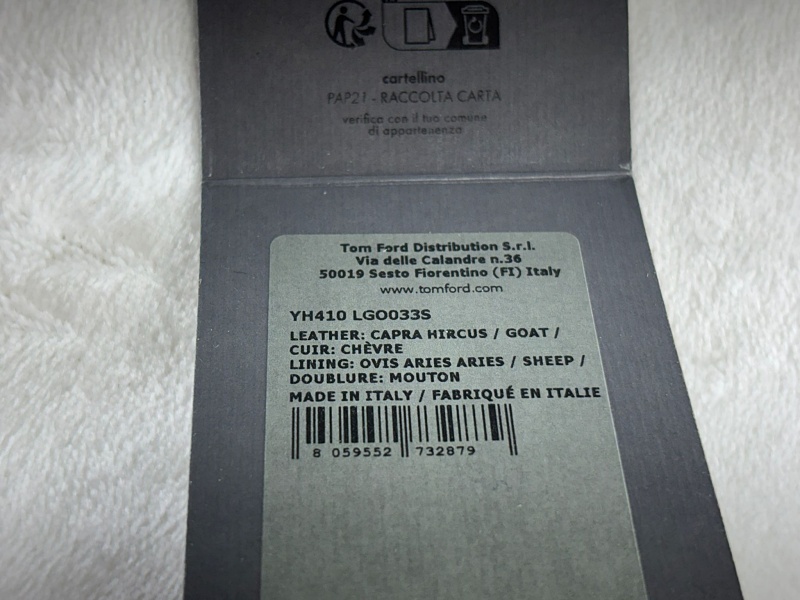 cartellino
PAP21 - RACCOLTA CARTA
verifica con il tuo comune
di appartenenza
Tom Ford Distribution S.r.l.
Via delle Calandre n.36
50019 Sesto Fiorentino (FI) Italy
www.tomford.com
YH410 LGO033S
LEATHER: CAPRA HIRCUS / GOAT /
CUIR: CHÈVRE
LINING: OVIS ARIES ARIES / SHEEP /
DOUBLURE: MOUTON
MADE IN ITALY / FABRIQUÉ EN ITALIE
8 059552 732879